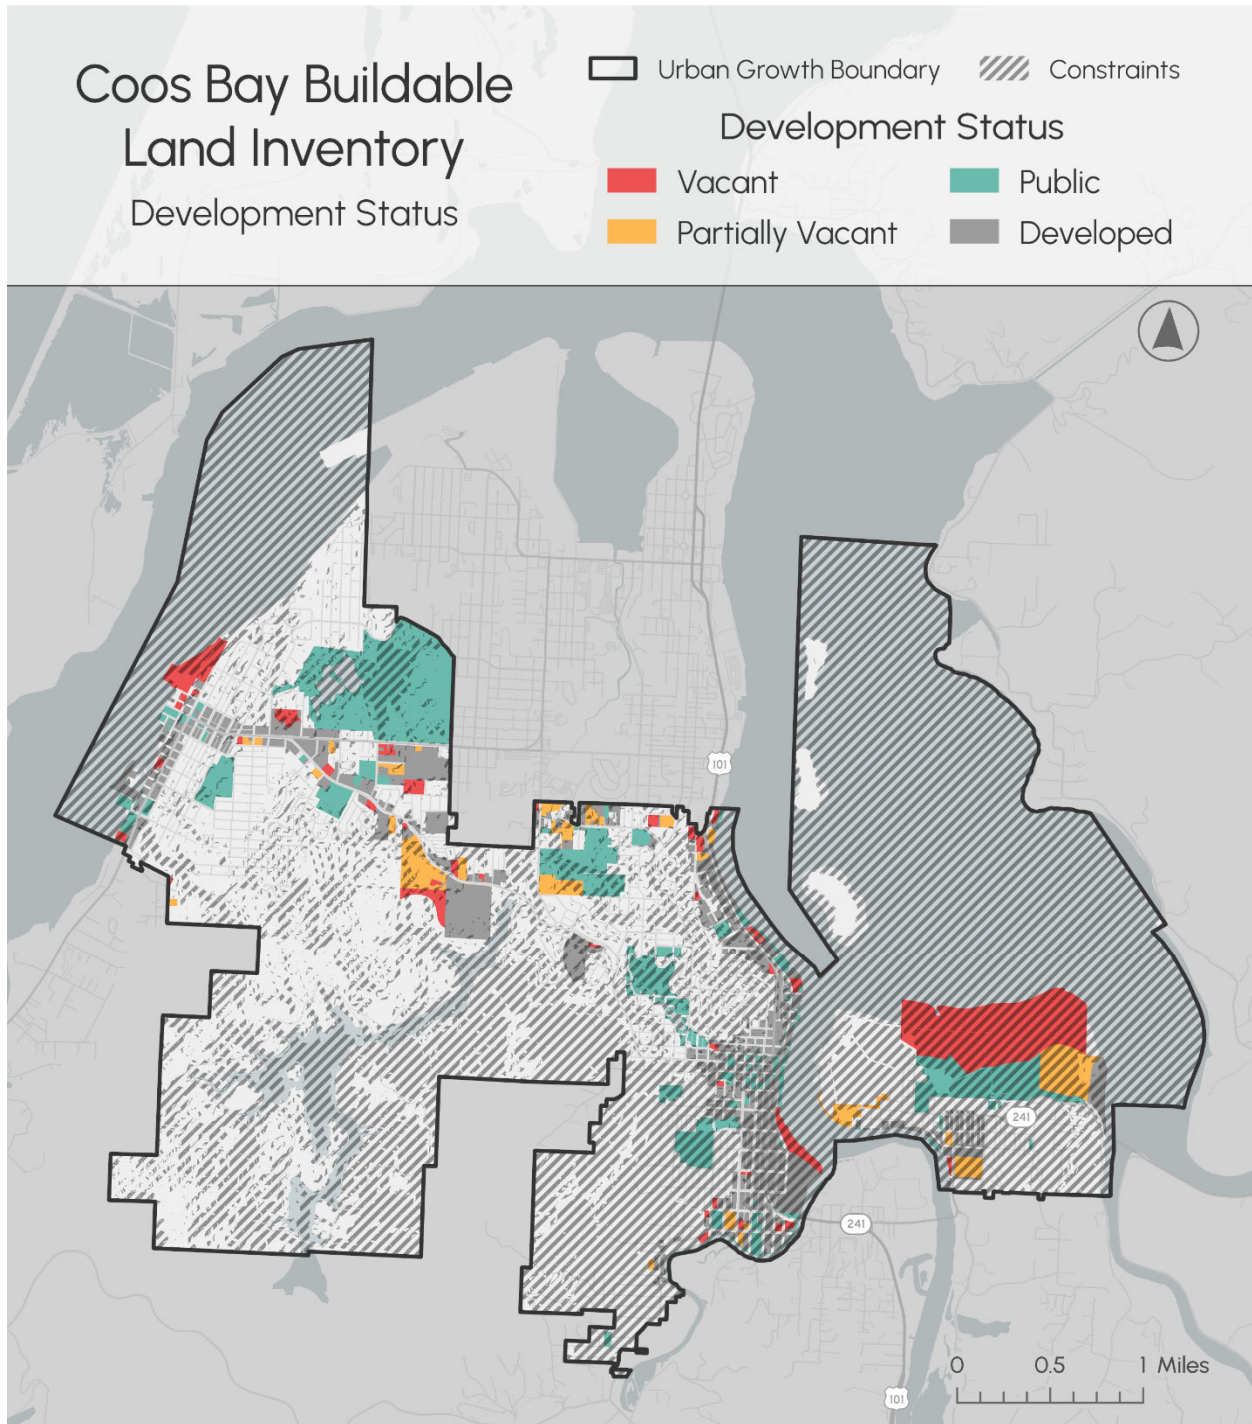 Coos Bay Buildable
Land Inventory
Development Status
Urban Growth Boundary
Constraints
Development Status
Vacant
Public
Partially Vacant
Developed
101
241
241
0 0.5 1 Miles
101